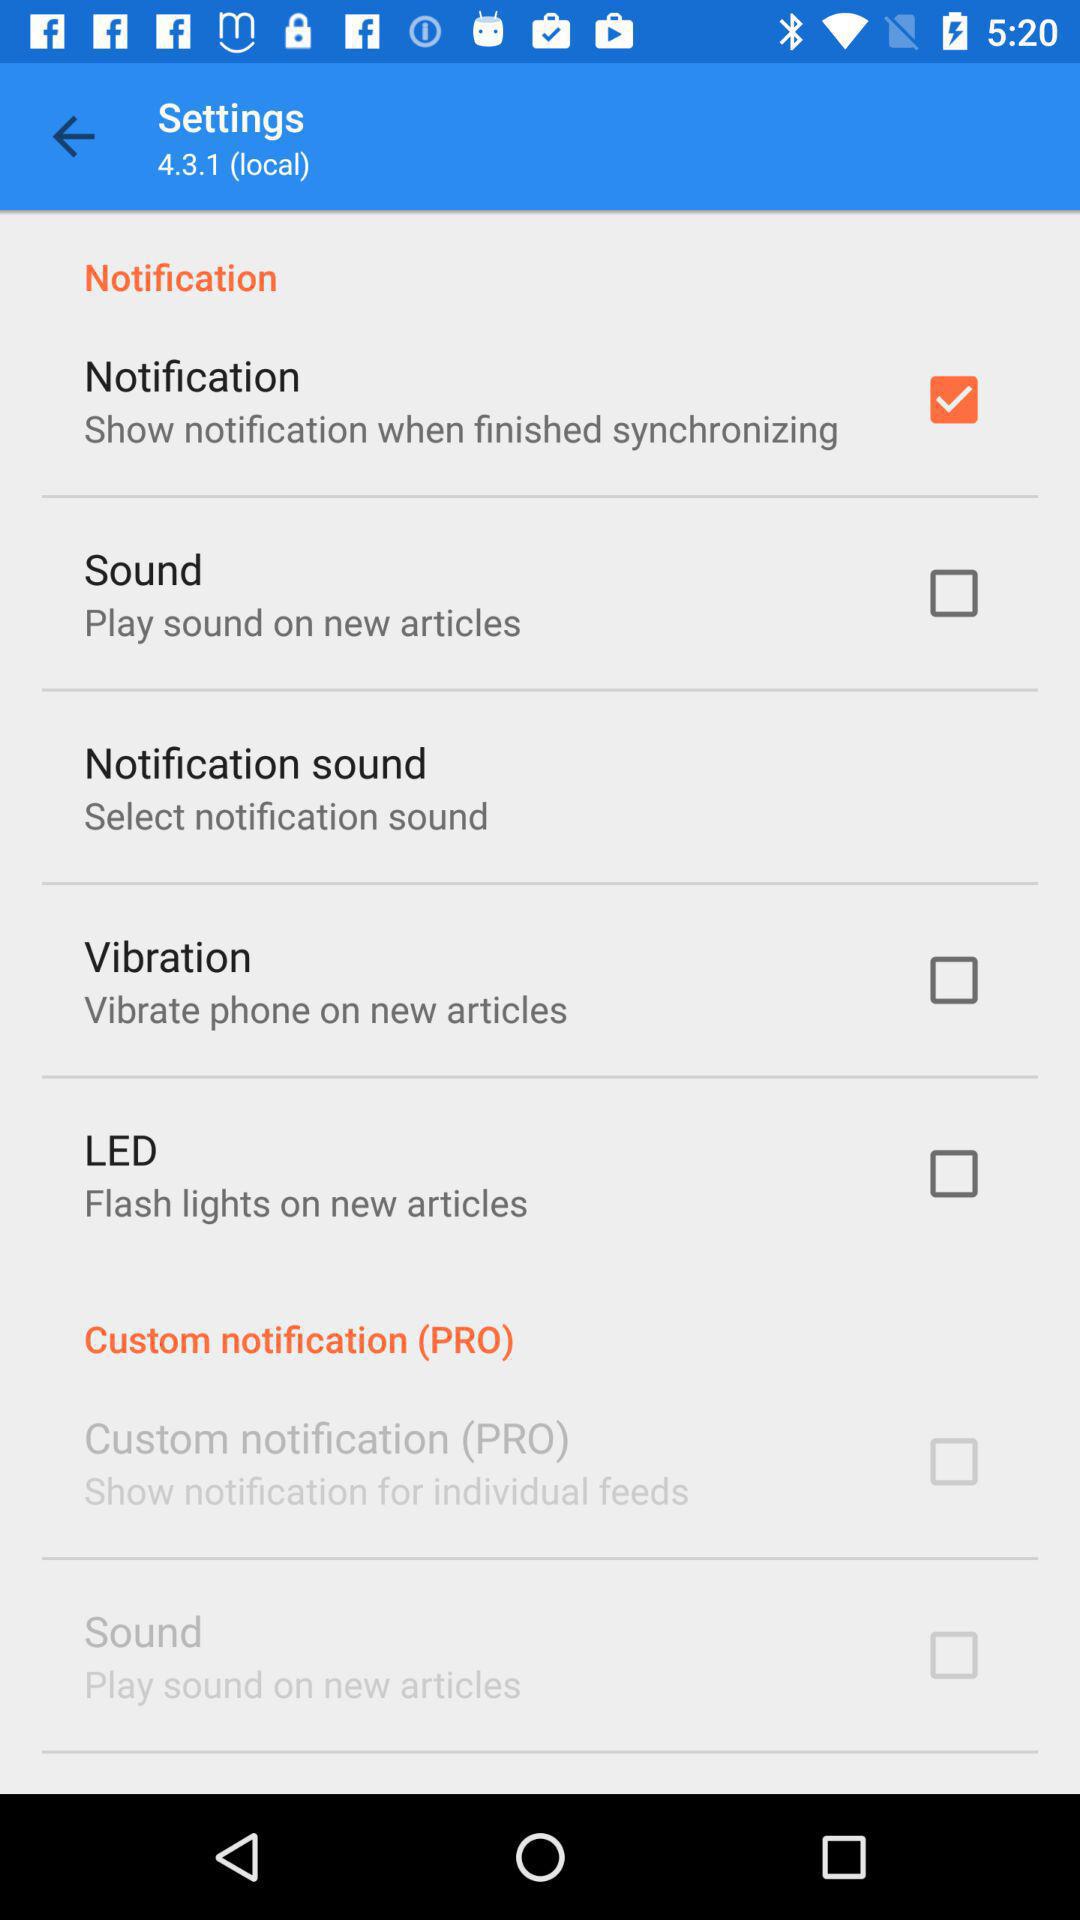 5:20
Settings
4.3.1 (local)
Notification
Notification
Show notification when finished synchronizing
Sound
Play sound on new articles
Notification sound
Select notification sound
Vibration
Vibrate phone on new articles
LED
Flash lights on new articles
Custom notification (PRO)
Custom notification (PRO)
Show notification for individual feeds
Sound
Play sound on new articles